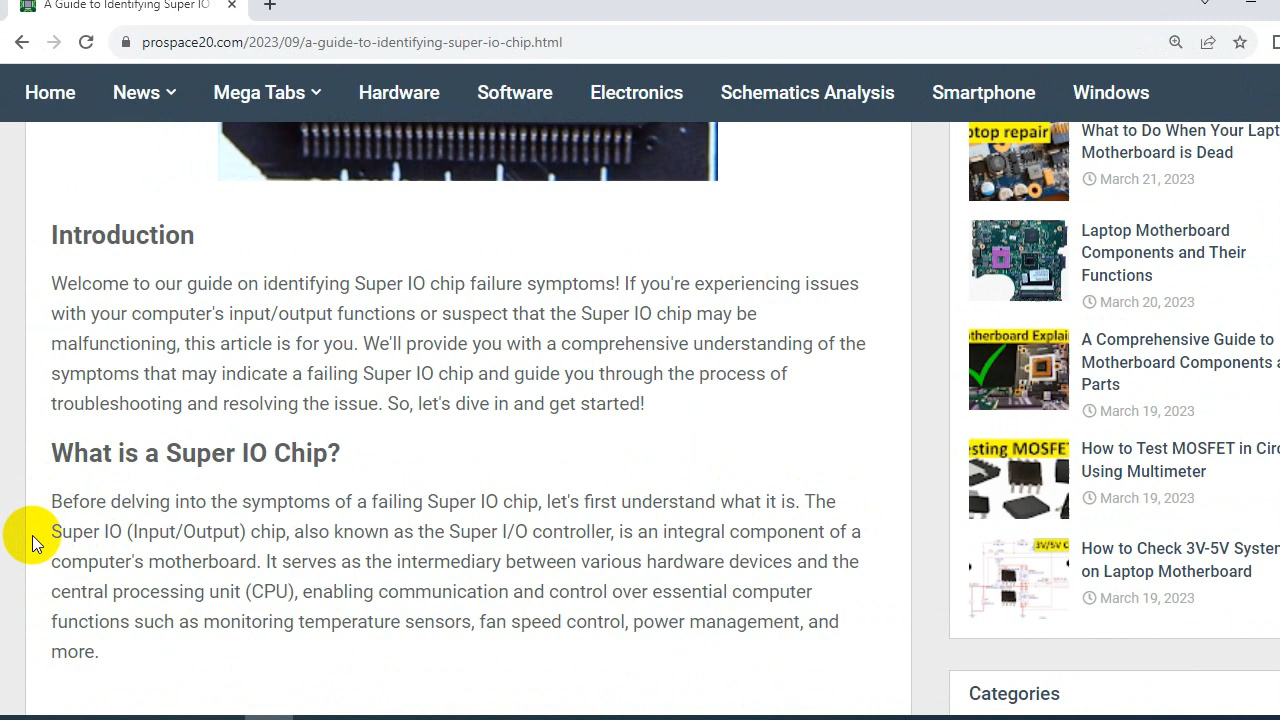 A Guide to Identifying Super IO
prospace20.com/2023/09/a-guide-to-identifying-super-io-chip.html
Home News Mega Tabs Hardware Software Electronics Schematics Analysis Smartphone Windows
Introduction
Welcome to our guide on identifying Super IO chip failure symptoms! If you're experiencing issues
with your computer's input/output functions or suspect that the Super IO chip may be
malfunctioning, this article is for you. We'll provide you with a comprehensive understanding of the
symptoms that may indicate a failing Super IO chip and guide you through the process of
troubleshooting and resolving the issue. So, let's dive in and get started!
What is a Super IO Chip?
Before delving into the symptoms of a failing Super IO chip, let's first understand what it is. The
Super IO (Input/Output) chip, also known as the Super I/O controller, is an integral component of a
computer's motherboard. It serves as the intermediary between various hardware devices and the
central processing unit (CPU), enabling communication and control over essential computer
functions such as monitoring temperature sensors, fan speed control, power management, and
more.
ptop repair
What to Do When Your Lapt
Motherboard is Dead
March 21, 2023
Laptop Motherboard
Components and Their
Functions
March 20, 2023
therboard Explai
A Comprehensive Guide to
Motherboard Components a
Parts
March 19, 2023
esting MOSFE
How to Test MOSFET in Circ
Using Multimeter
March 19, 2023
3V/5V C
How to Check 3V-5V System
on Laptop Motherboard
March 19, 2023
Categories